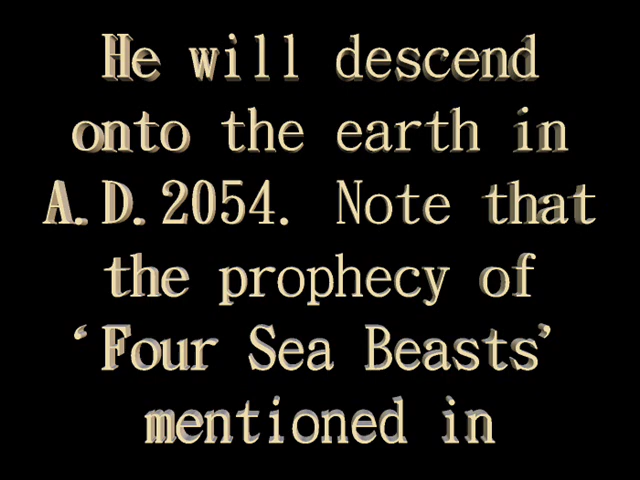 He will descend
onto the earth in
A.D.2054. Note that
the prophecy of
‘Four Sea Beasts’
mentioned in